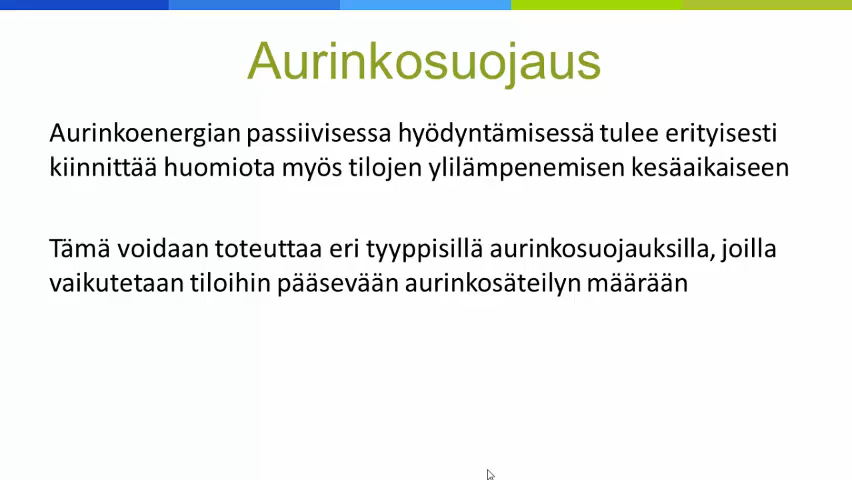 Aurinkosuojaus
Aurinkoenergian passiivisessa hyödyntämisessä tulee erityisesti
kiinnittää huomiota myös tilojen ylilämpenemisen kesäaikaiseen
Tämä voidaan toteuttaa eri tyyppisillä aurinkosuojauksilla, joilla
vaikutetaan tiloihin pääsevään aurinkosäteilyn määrään